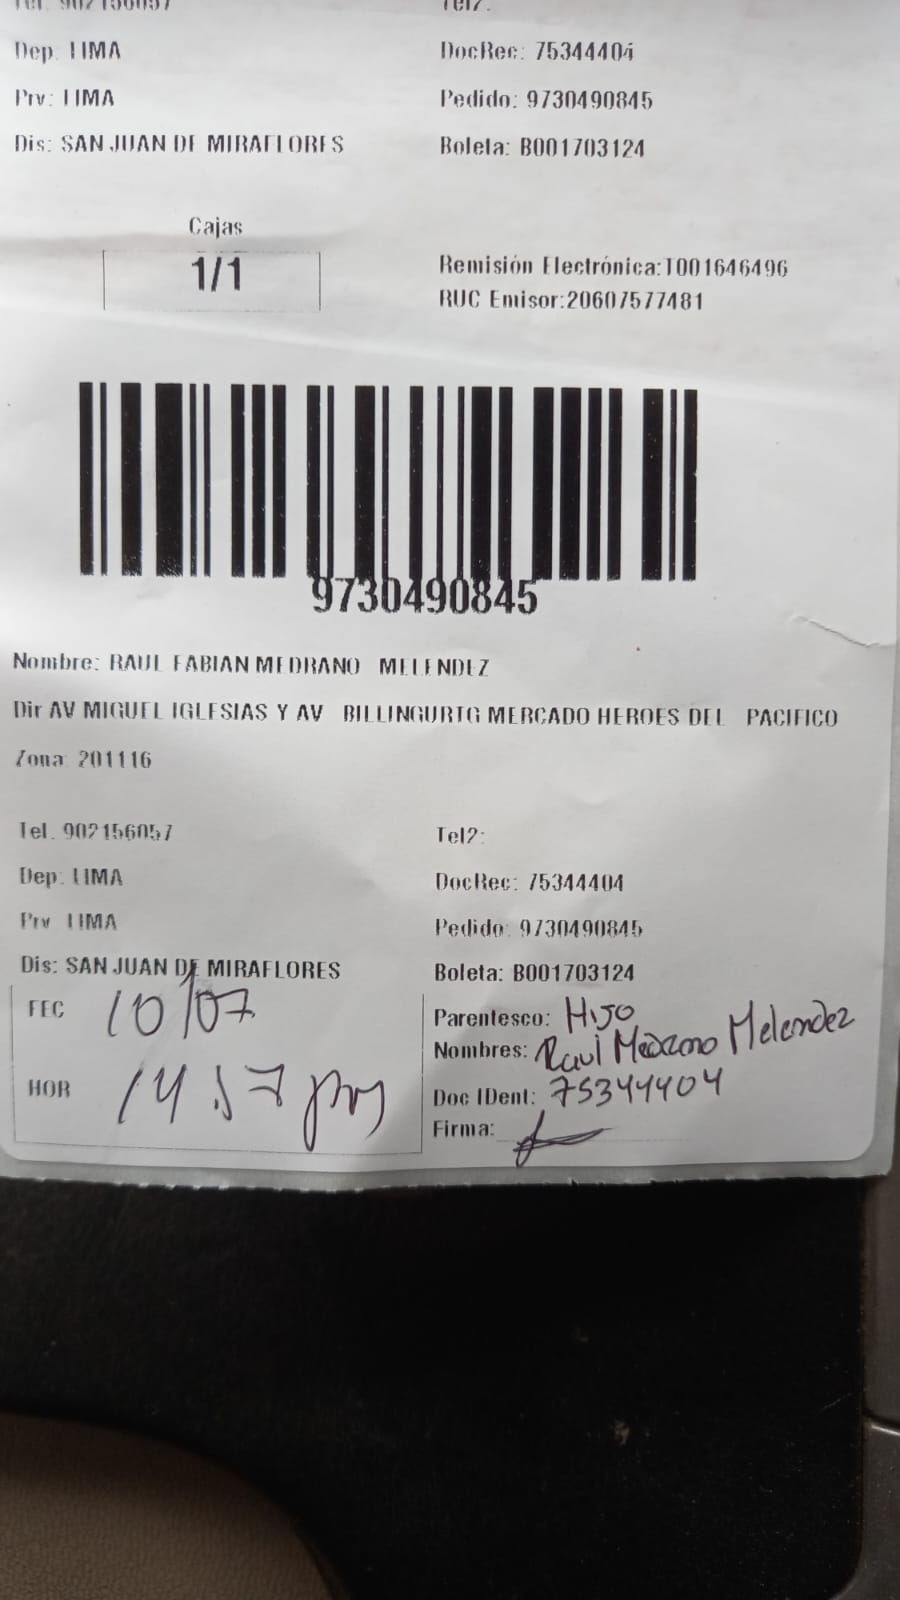 Tel. 902156057 Tel2:
Dep: LIMA DocRec: 75344404
Prv: LIMA Pedido: 9730490845
Dis: SAN JUAN DE MIRAFLORES Boleta: B001703124
Cajas
1/1
Remisión Electrónica:T001646496
RUC Emisor:20607577481
9730490845
Nombre: RAUL FABIAN MEDRANO MELENDEZ
Dir AV MIGUEL IGLESIAS Y AV BILLINGURTG MERCADO HEROES DEL PACIFICO
Zona: 201116
Tel. 902156057 Tel2:
Dep: LIMA DocRec: 75344404
Prv LIMA Pedido: 9730490845
Dis: SAN JUAN DE MIRAFLORES Boleta: B001703124
FEC 10/07
Parentesco: HIJO
Nombres: Raul Medrano Melendez
HOR 14 57 pm
Doc IDent: 75344404
Firma: